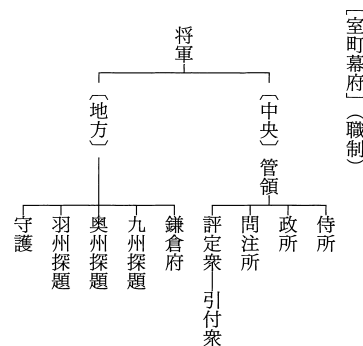 ［室町幕府］（職制）
将軍
〔中央〕管領
侍所
政所
問注所
評定衆―引付衆
〔地方〕
鎌倉府
九州探題
奥州探題
羽州探題
守護